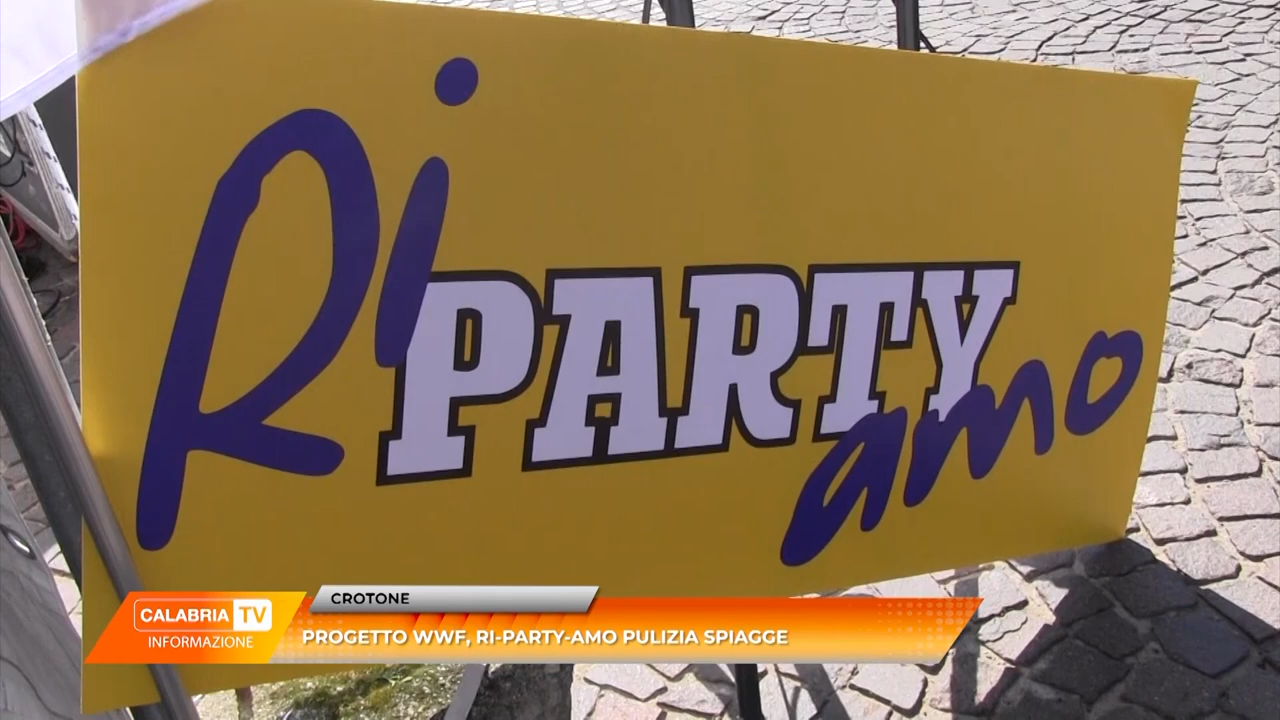 Ri
PARTY
amo
CROTONE
CALABRIA TV
INFORMAZIONE
PROGETTO WWF, RI-PARTY-AMO PULIZIA SPIAGGE